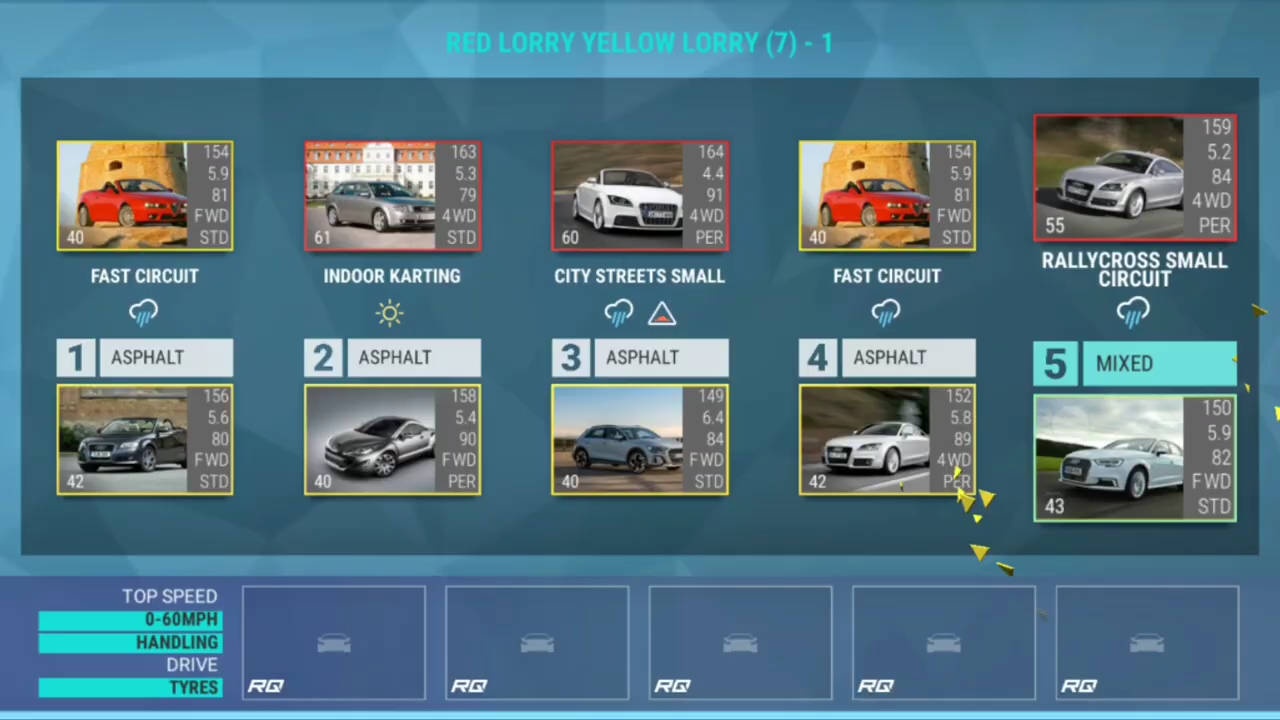 RED LORRY YELLOW LORRY (7) - 1
154
5.9
81
FWD
STD
40
FAST CIRCUIT
1
ASPHALT
156
5.6
80
FWD
STD
42
163
5.3
79
4WD
STD
61
INDOOR KARTING
2
ASPHALT
158
5.4
90
FWD
PER
40
164
4.4
91
4WD
PER
60
CITY STREETS SMALL
3
ASPHALT
149
6.4
84
FWD
STD
40
154
5.9
81
FWD
STD
40
FAST CIRCUIT
4
ASPHALT
152
5.8
89
4WD
PER
42
159
5.2
84
4WD
PER
55
RALLYCROSS SMALL
CIRCUIT
5
MIXED
150
5.9
82
FWD
STD
43
TOP SPEED
0-60MPH
HANDLING
DRIVE
TYRES
RQ
RQ
RQ
RQ
RQ